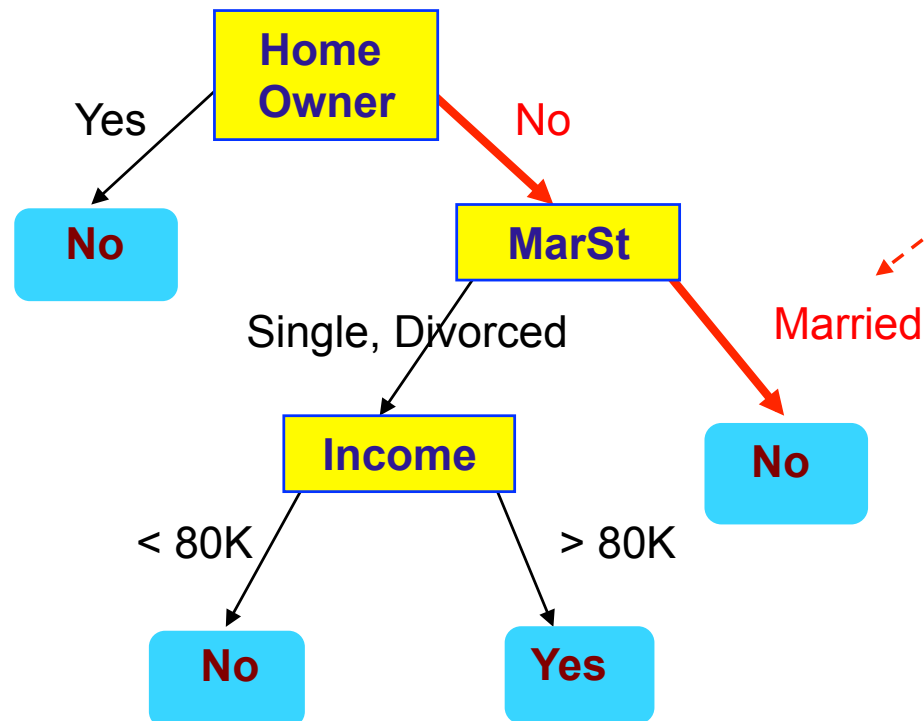 Home
Owner
Yes
No
No
MarSt
Single, Divorced
Married
Income
No
< 80K
> 80K
No
Yes